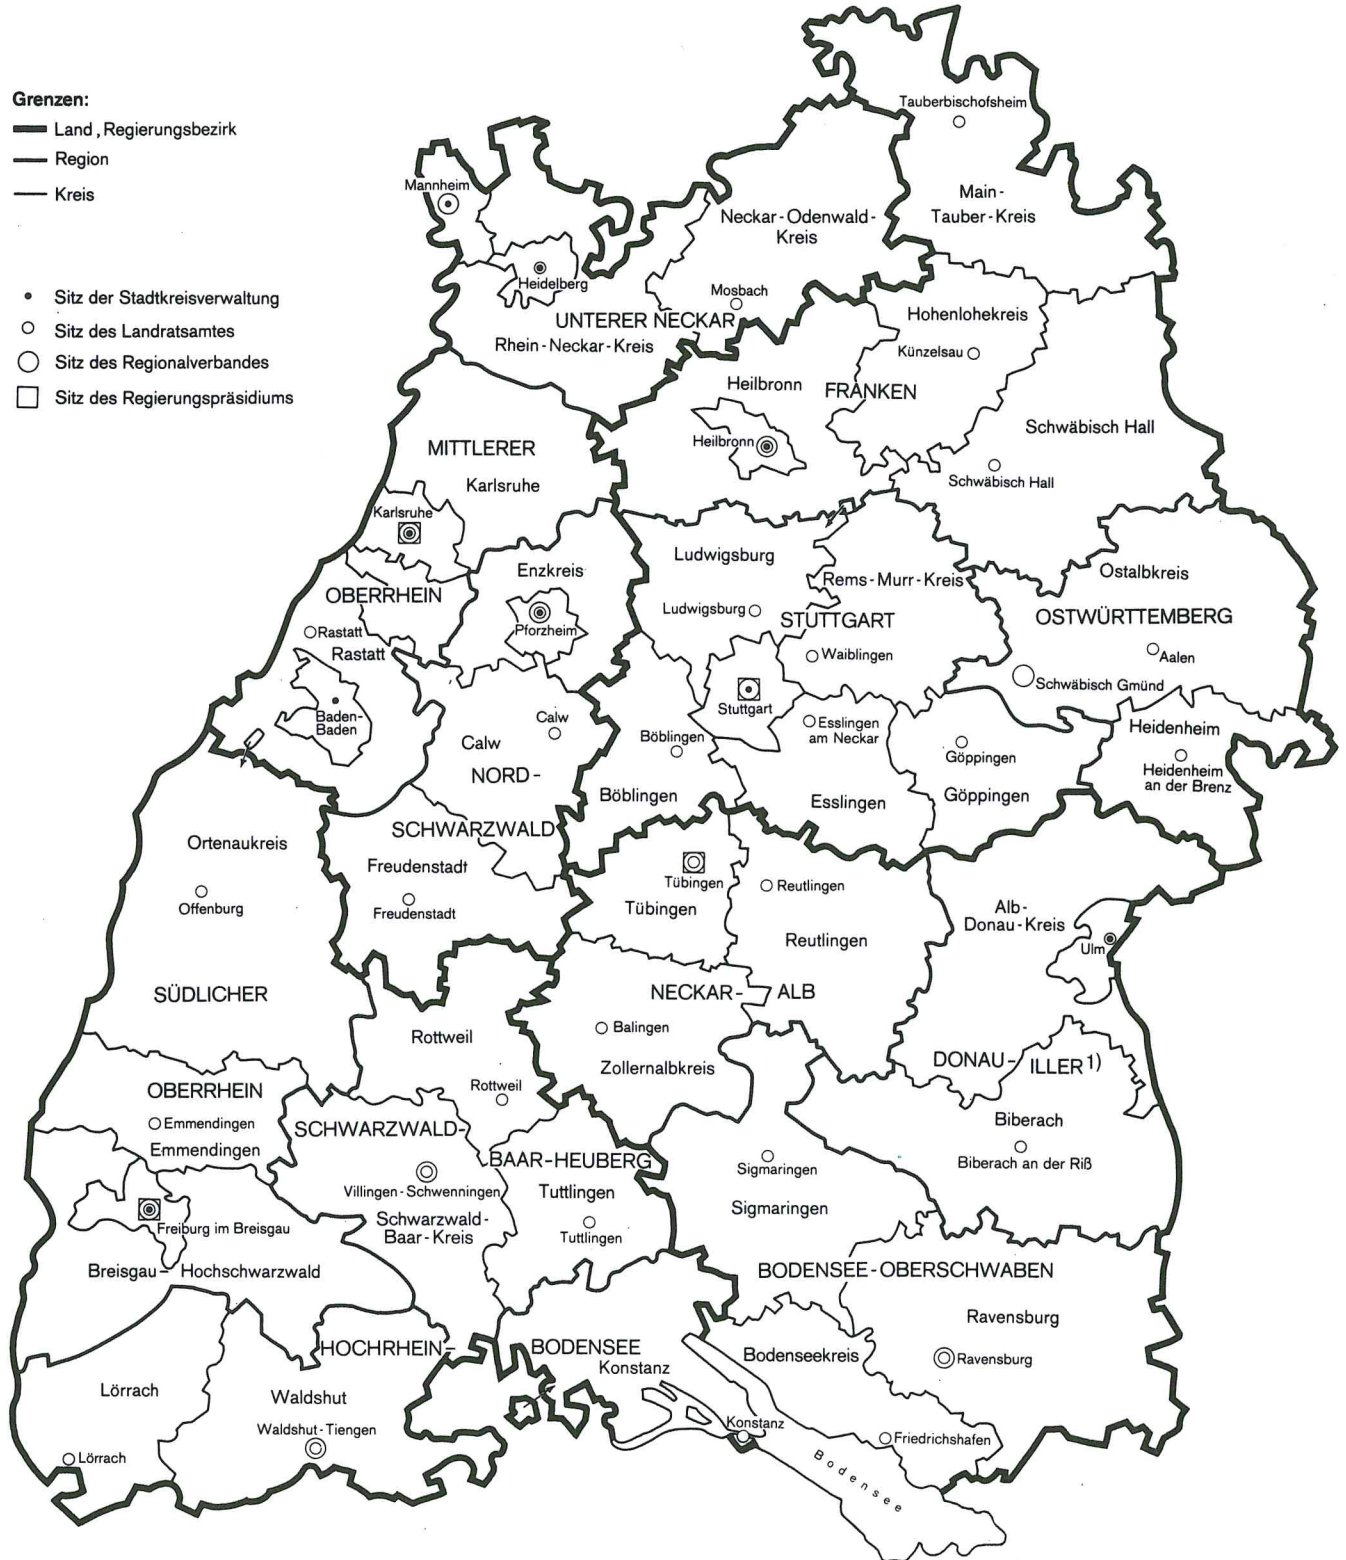 Grenzen:
Land, Regierungsbezirk
Region
Kreis
Sitz der Stadtkreisverwaltung
Sitz des Landratsamtes
Sitz des Regionalverbandes
Sitz des Regierungspräsidiums
Tauberbischofsheim
Main-
Tauber-Kreis
Mannheim
Neckar-Odenwald-
Kreis
Heidelberg
Mosbach
UNTERER NECKAR
Rhein-Neckar-Kreis
Hohenlohekreis
Künzelsau
Heilbronn
FRANKEN
Heilbronn
Schwäbisch Hall
Schwäbisch Hall
MITTLERER
Karlsruhe
Karlsruhe
Enzkreis
OBERRHEIN
Pforzheim
Rastatt
Rastatt
Baden-
Baden
Ludwigsburg
Ludwigsburg
Rems-Murr-Kreis
STUTTGART
Waiblingen
Stuttgart
Ostalbkreis
OSTWÜRTTEMBERG
Aalen
Schwäbisch Gmünd
Calw
Calw
NORD-
SCHWARZWALD
Böblingen
Böblingen
Esslingen
am Neckar
Esslingen
Göppingen
Göppingen
Heidenheim
Heidenheim
an der Brenz
Ortenaukreis
Offenburg
Freudenstadt
Freudenstadt
Tübingen
Tübingen
Reutlingen
Reutlingen
Alb-
Donau-Kreis
Ulm
SÜDLICHER
NECKAR-ALB
Rottweil
Rottweil
Balingen
Zollernalbkreis
DONAU-ILLER 1)
OBERRHEIN
Emmendingen
Emmendingen
SCHWARZWALD-
BAAR-HEUBERG
Villingen-Schwenningen
Schwarzwald-
Baar-Kreis
Tuttlingen
Tuttlingen
Sigmaringen
Sigmaringen
Biberach
Biberach an der Riß
Freiburg im Breisgau
Breisgau-Hochschwarzwald
BODENSEE-OBERSCHWABEN
Ravensburg
Ravensburg
HOCHRHEIN-
BODENSEE
Konstanz
Bodenseekreis
Lörrach
Lörrach
Waldshut
Waldshut-Tiengen
Konstanz
Friedrichshafen
Bodensee